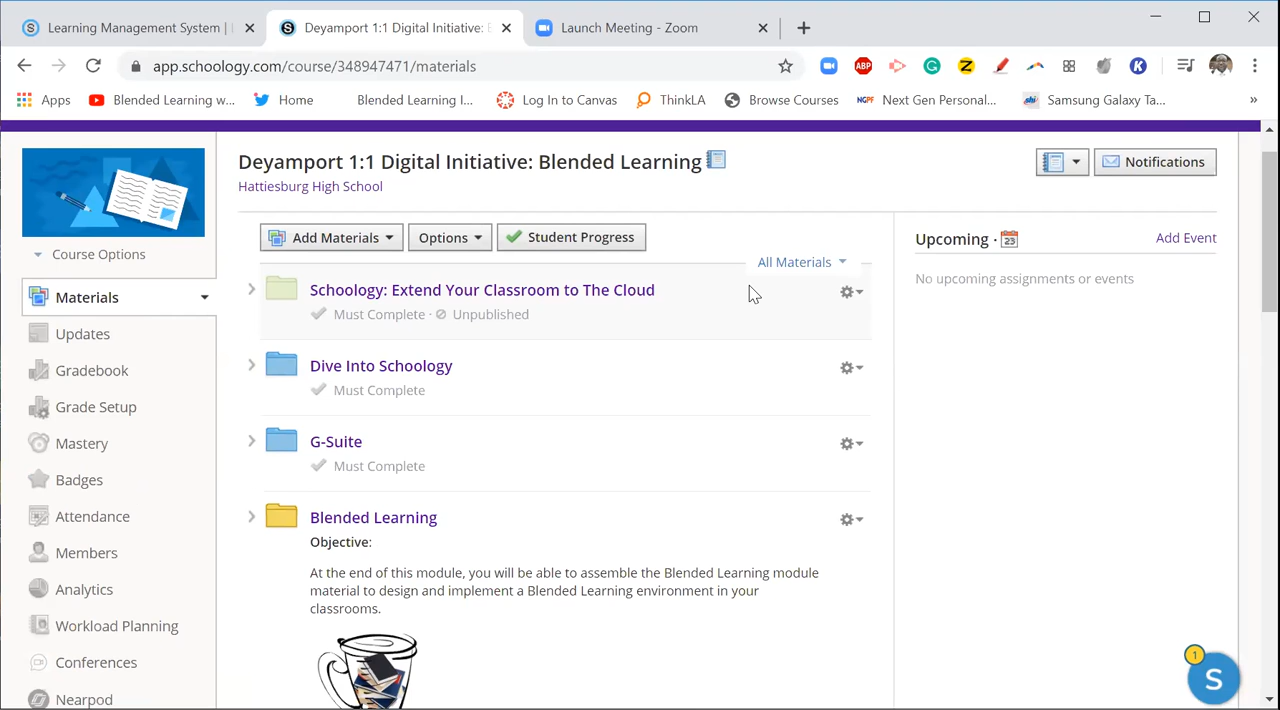 Learning Management System |
Deyamport 1:1 Digital Initiative: B
Launch Meeting - Zoom
app.schoology.com/course/348947471/materials
ABP
Z
K
Apps
Blended Learning w...
Home
Blended Learning I...
Log In to Canvas
ThinkLA
Browse Courses
NGPF
Next Gen Personal...
shi
Samsung Galaxy Ta...
»
Deyamport 1:1 Digital Initiative: Blended Learning
Hattiesburg High School
Notifications
Course Options
Materials
Updates
Gradebook
Grade Setup
Mastery
Badges
Attendance
Members
Analytics
Workload Planning
Conferences
Nearpod
Add Materials
Options
Student Progress
All Materials
Schoology: Extend Your Classroom to The Cloud
Must Complete · Unpublished
Dive Into Schoology
Must Complete
G-Suite
Must Complete
Blended Learning
Objective:
At the end of this module, you will be able to assemble the Blended Learning module
material to design and implement a Blended Learning environment in your
classrooms.
Upcoming · 23
Add Event
No upcoming assignments or events
1
S